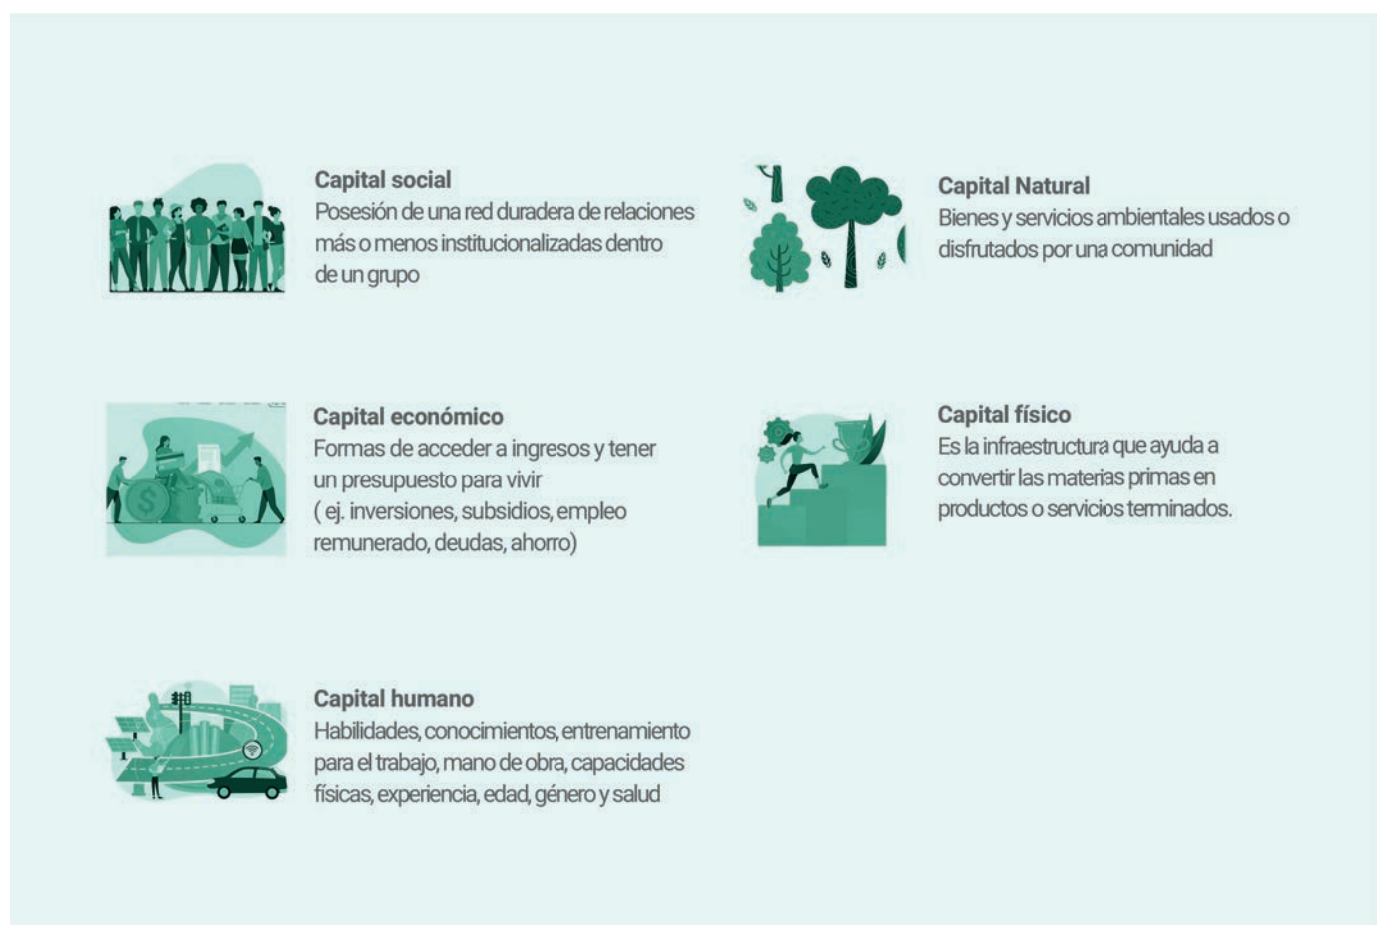 Capital social
Posesión de una red duradera de relaciones
más o menos institucionalizadas dentro
de un grupo
Capital Natural
Bienes y servicios ambientales usados o
disfrutados por una comunidad
Capital económico
Formas de acceder a ingresos y tener
un presupuesto para vivir
( ej. inversiones, subsidios, empleo
remunerado, deudas, ahorro)
Capital físico
Es la infraestructura que ayuda a
convertir las materias primas en
productos o servicios terminados.
Capital humano
Habilidades, conocimientos, entrenamiento
para el trabajo, mano de obra, capacidades
físicas, experiencia, edad, género y salud